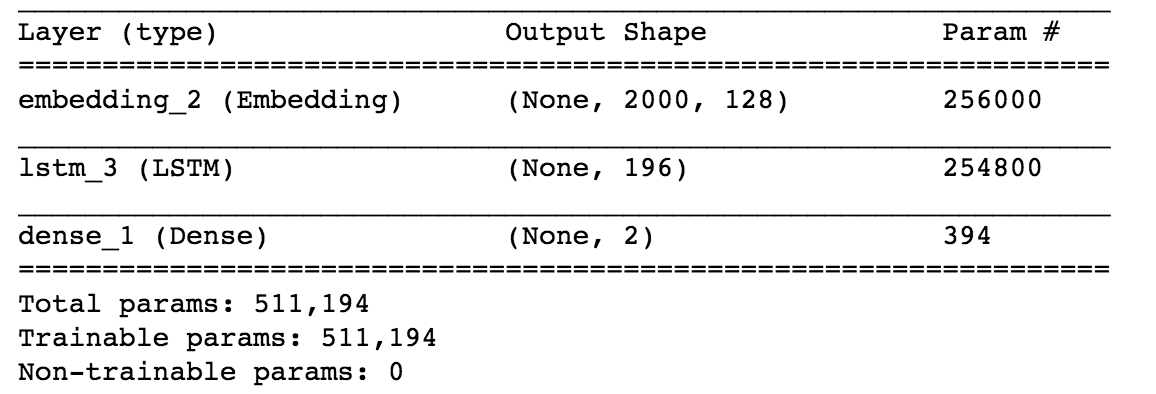 Layer (type) Output Shape Param #
=================================================================
embedding_2 (Embedding) (None, 2000, 128) 256000
lstm_3 (LSTM) (None, 196) 254800
dense_1 (Dense) (None, 2) 394
=================================================================
Total params: 511,194
Trainable params: 511,194
Non-trainable params: 0